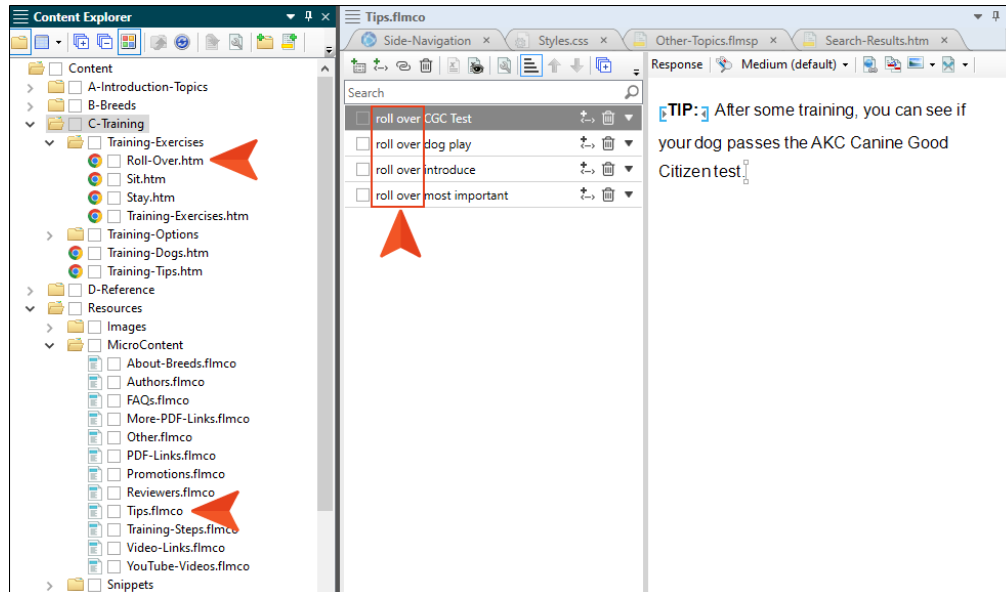 Content Explorer
Content
A-Introduction-Topics
B-Breeds
C-Training
Training-Exercises
Roll-Over.htm
Sit.htm
Stay.htm
Training-Exercises.htm
Training-Options
Training-Dogs.htm
Training-Tips.htm
D-Reference
Resources
Images
MicroContent
About-Breeds.flmco
Authors.flmco
FAQs.flmco
More-PDF-Links.flmco
Other.flmco
PDF-Links.flmco
Promotions.flmco
Reviewers.flmco
Tips.flmco
Training-Steps.flmco
Video-Links.flmco
YouTube-Videos.flmco
Snippets
Tips.flmco
Side-Navigation × Styles.css × Other-Topics.flmsp × Search-Results.htm ×
Search
roll over CGC Test
roll over dog play
roll over introduce
roll over most important
Response Medium (default)
TIP: After some training, you can see if
your dog passes the AKC Canine Good
Citizen test.